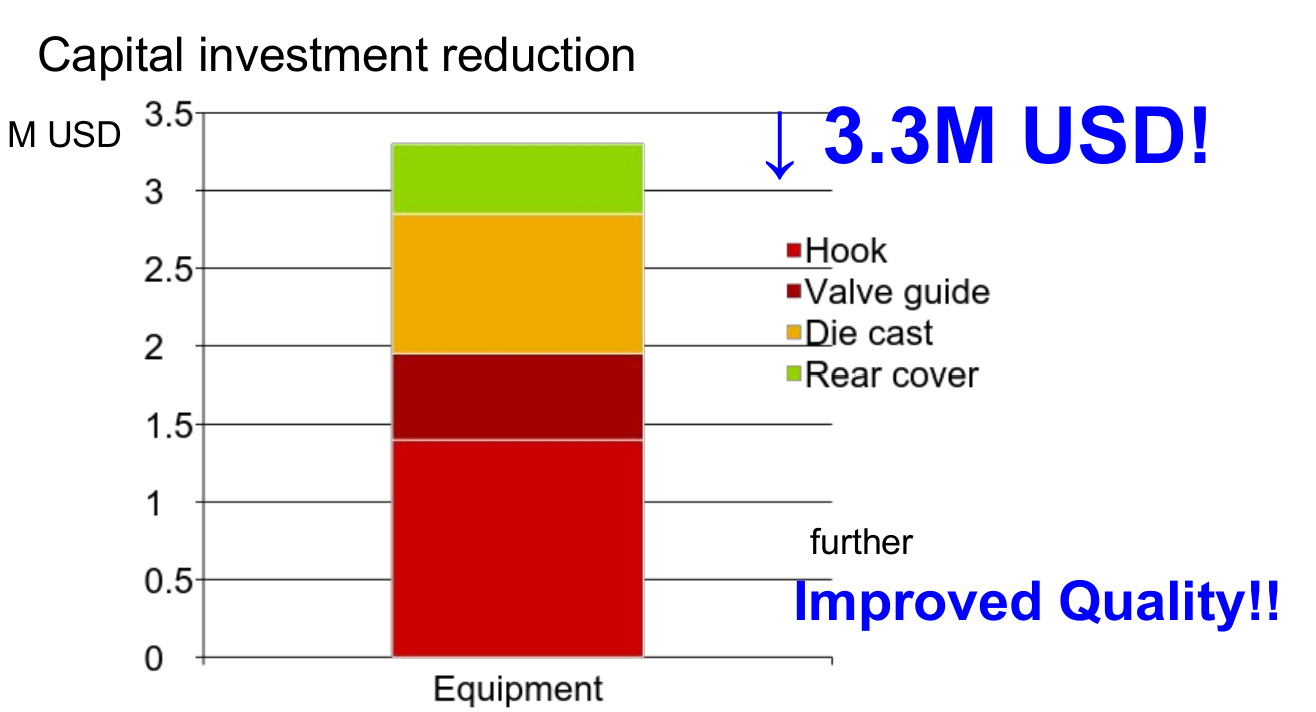 Capital investment reduction
M USD
3.5
↓ 3.3M USD!
3
2.5
2
1.5
1
0.5
0
Hook
Valve guide
Die cast
Rear cover
further
Improved Quality!!
Equipment